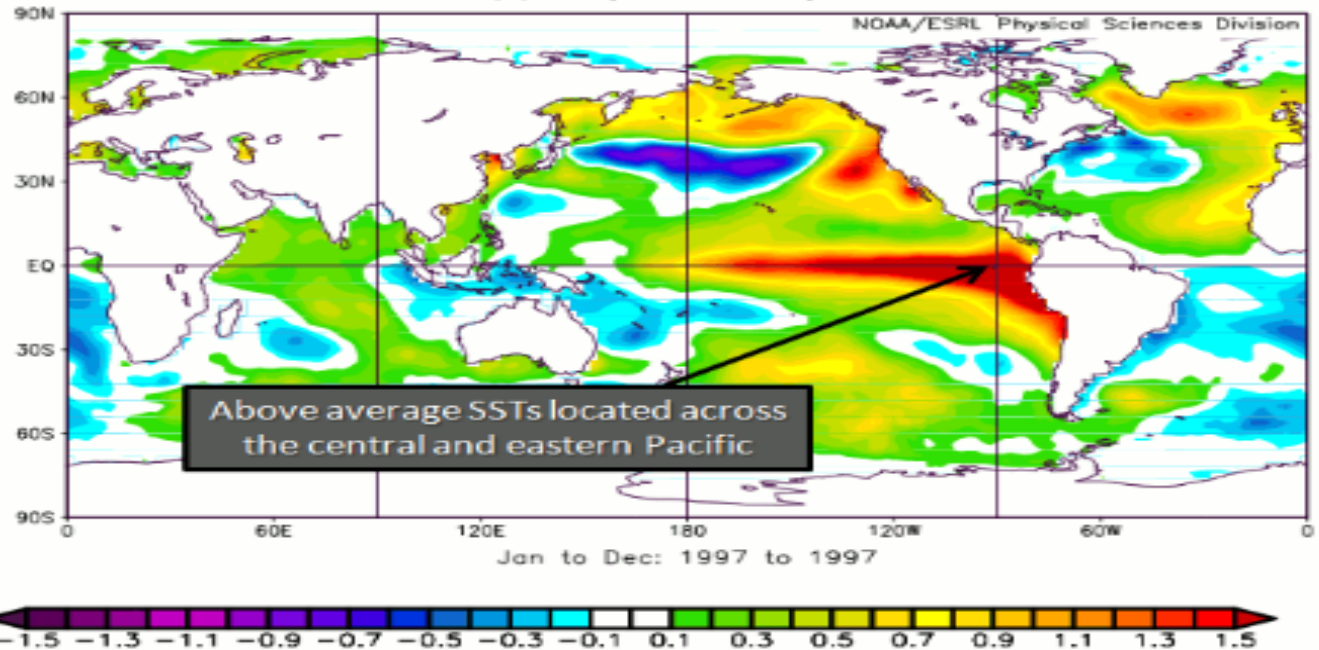 NOAA/ESRL Physical Sciences Division
90N
60N
30N
EQ
30S
60S
90S
Above average SSTs located across
the central and eastern Pacific
0 60E 120E 180 120W 60W 0
Jan to Dec: 1997 to 1997
-1.5 -1.3 -1.1 -0.9 -0.7 -0.5 -0.3 -0.1 0.1 0.3 0.5 0.7 0.9 1.1 1.3 1.5